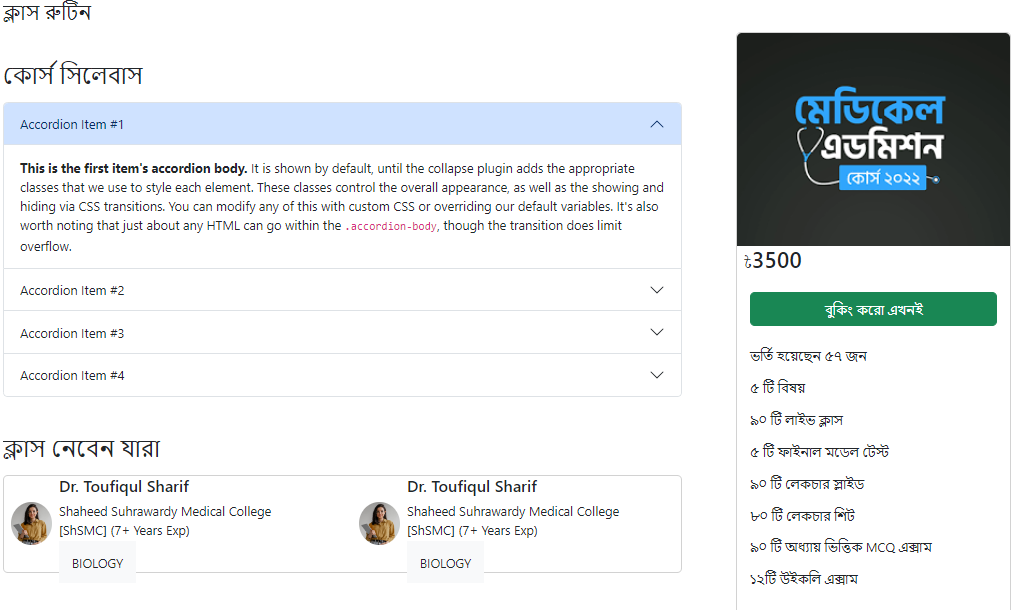 ক্লাস রুটিন
কোর্স সিলেবাস
Accordion Item #1
This is the first item's accordion body. It is shown by default, until the collapse plugin adds the appropriate
classes that we use to style each element. These classes control the overall appearance, as well as the showing and
hiding via CSS transitions. You can modify any of this with custom CSS or overriding our default variables. It's also
worth noting that just about any HTML can go within the .accordion-body, though the transition does limit
overflow.
Accordion Item #2
Accordion Item #3
Accordion Item #4
ক্লাস নেবেন যারা
Dr. Toufiqul Sharif
Shaheed Suhrawardy Medical College
[ShSMC] (7+ Years Exp)
BIOLOGY
Dr. Toufiqul Sharif
Shaheed Suhrawardy Medical College
[ShSMC] (7+ Years Exp)
BIOLOGY
মেডিকেল
এডমিশন
কোর্স ২০২২
৳3500
বুকিং করো এখনই
ভর্তি হয়েছেন ৫৭ জন
৫ টি বিষয়
৯০ টি লাইভ ক্লাস
৫ টি ফাইনাল মডেল টেস্ট
৯০ টি লেকচার স্লাইড
৮০ টি লেকচার শিট
৯০ টি অধ্যায় ভিত্তিক MCQ এক্সাম
১২টি উইকলি এক্সাম